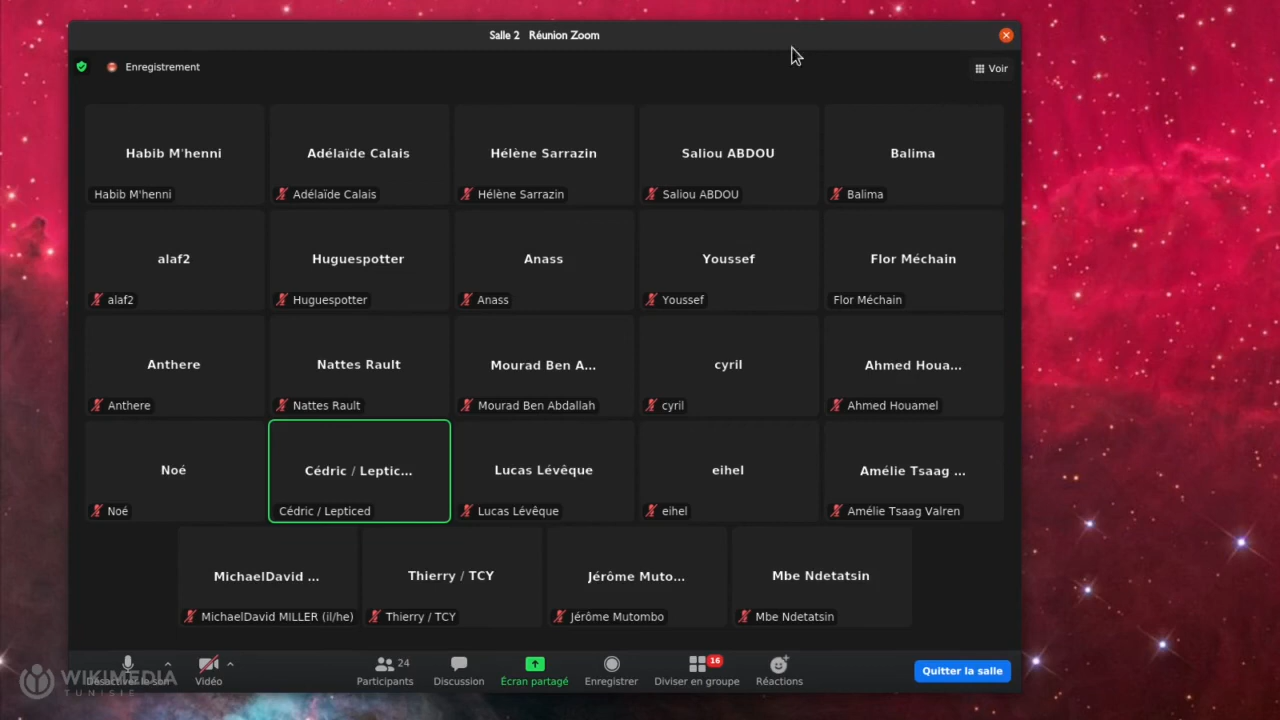 Salle 2 Réunion Zoom
Enregistrement
Voir
Habib M'henni
Adélaïde Calais
Hélène Sarrazin
Saliou ABDOU
Balima
Habib M'henni
Adélaïde Calais
Hélène Sarrazin
Saliou ABDOU
Balima
alaf2
Huguespotter
Anass
Youssef
Flor Méchain
alaf2
Huguespotter
Anass
Youssef
Flor Méchain
Anthere
Nattes Rault
Mourad Ben A...
cyril
Ahmed Houa...
Anthere
Nattes Rault
Mourad Ben Abdallah
cyril
Ahmed Houamel
Noé
Cédric / Leptic...
Lucas Lévêque
eihel
Amélie Tsaag ...
Noé
Cédric / Lepticed
Lucas Lévêque
eihel
Amélie Tsaag Valren
MichaelDavid ...
Thierry / TCY
Jérôme Muto...
Mbe Ndetatsin
MichaelDavid MILLER (il/he)
Thierry / TCY
Jérôme Mutombo
Mbe Ndetatsin
24
16
Désactiver le son
Vidéo
Participants
Discussion
Écran partagé
Enregistrer
Diviser en groupe
Réactions
Quitter la salle
WIKIMEDIA
TUNISIE